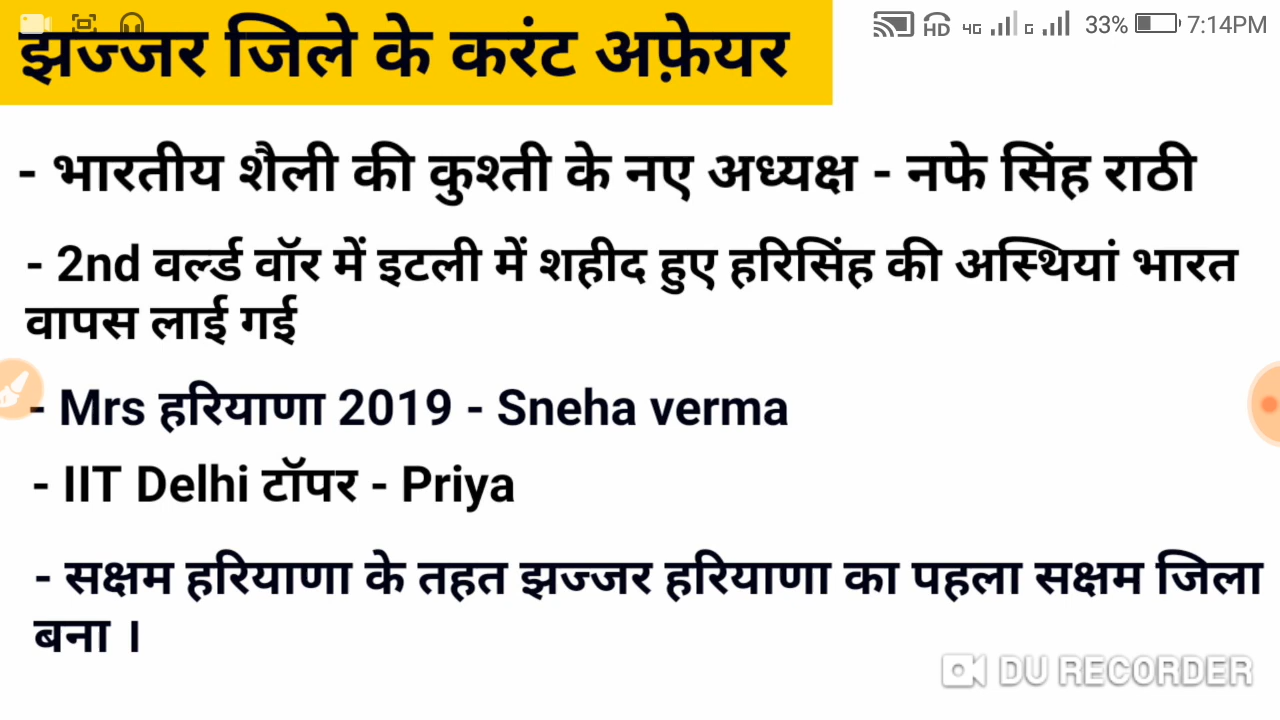 HD 4G G 33% 7:14PM
झज्जर जिले के करंट अफ़ेयर
- भारतीय शैली की कुश्ती के नए अध्यक्ष - नफे सिंह राठी
- 2nd वर्ल्ड वॉर में इटली में शहीद हुए हरिसिंह की अस्थियां भारत
वापस लाई गई
- Mrs हरियाणा 2019 - Sneha verma
- IIT Delhi टॉपर - Priya
- सक्षम हरियाणा के तहत झज्जर हरियाणा का पहला सक्षम जिला
बना ।
DU RECORDER